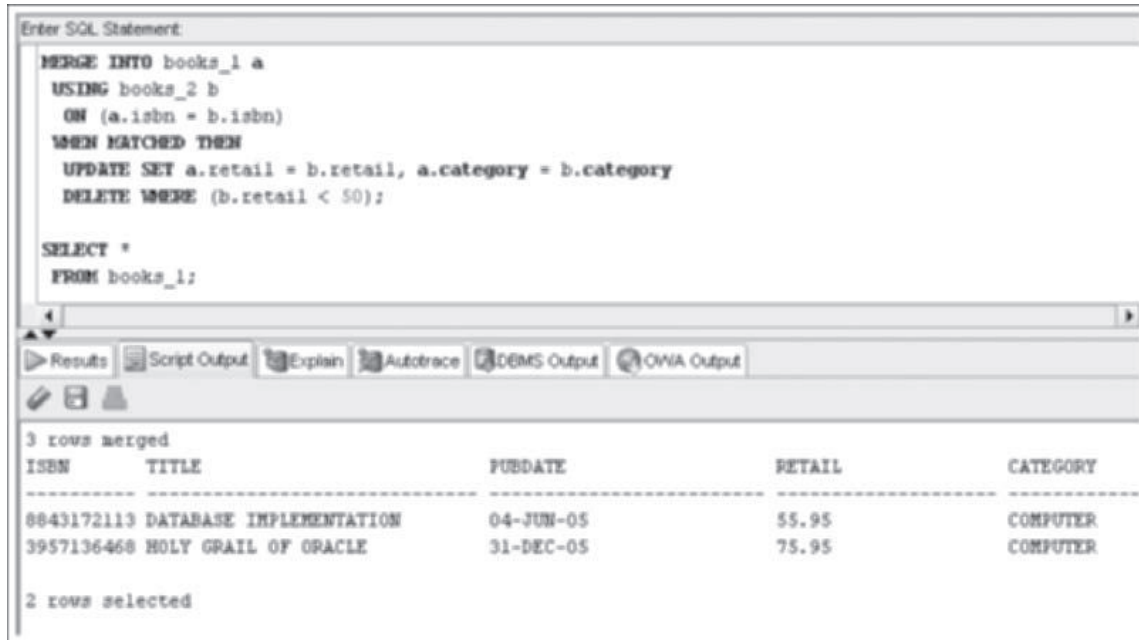 Enter SQL Statement:
MERGE INTO books_1 a
USING books_2 b
ON (a.isbn = b.isbn)
WHEN MATCHED THEN
UPDATE SET a.retail = b.retail, a.category = b.category
DELETE WHERE (b.retail < 50);
SELECT *
FROM books_1;
Results Script Output Explain Autotrace DBMS Output OWA Output
3 rows merged
ISBN TITLE PUBDATE RETAIL CATEGORY
---------- ------------------------------ ------------------------- -------------------- ------------
8843172113 DATABASE IMPLEMENTATION 04-JUN-05 55.95 COMPUTER
3957136468 HOLY GRAIL OF ORACLE 31-DEC-05 75.95 COMPUTER
2 rows selected